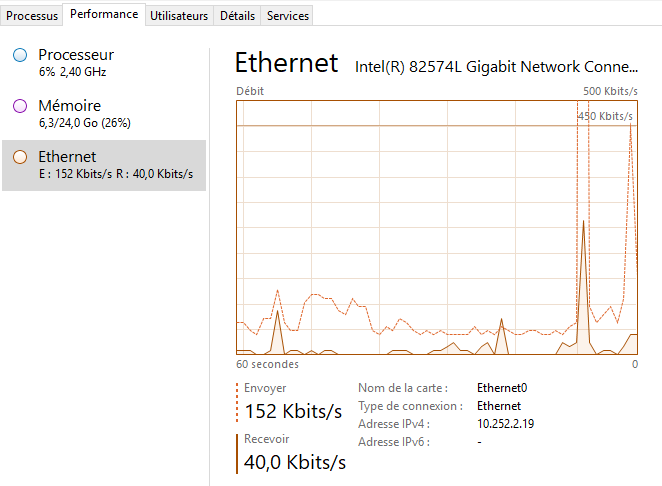 Processus Performance Utilisateurs Détails Services
Processeur
6% 2,40 GHz
Mémoire
6,3/24,0 Go (26%)
Ethernet
E : 152 Kbits/s R : 40,0 Kbits/s
Ethernet Intel(R) 82574L Gigabit Network Conne...
Débit 500 Kbits/s
450 Kbits/s
60 secondes 0
Envoyer
152 Kbits/s
Recevoir
40,0 Kbits/s
Nom de la carte : Ethernet0
Type de connexion : Ethernet
Adresse IPv4 : 10.252.2.19
Adresse IPv6 : -